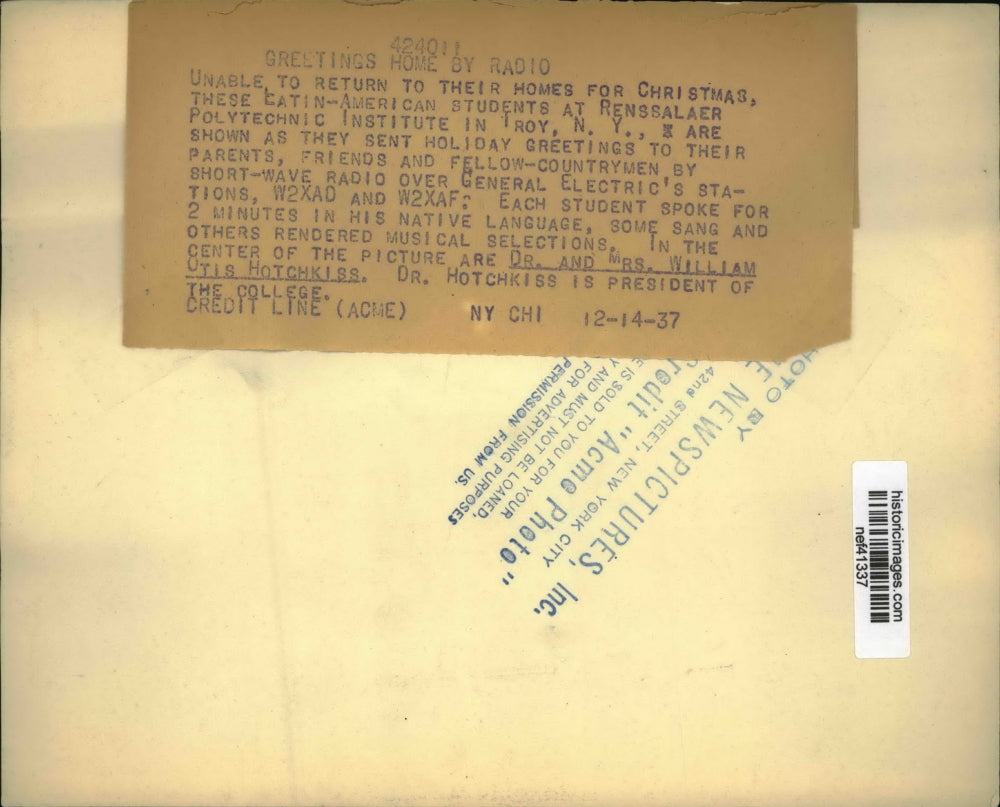 424011
GREETINGS HOME BY RADIO
UNABLE TO RETURN TO THEIR HOMES FOR CHRISTMAS,
THESE LATIN-AMERICAN STUDENTS AT RENSSALAER
POLYTECHNIC INSTITUTE IN TROY, N. Y., ARE
SHOWN AS THEY SENT HOLIDAY GREETINGS TO THEIR
PARENTS, FRIENDS AND FELLOW-COUNTRYMEN BY
SHORT-WAVE RADIO OVER GENERAL ELECTRIC'S STA-
TIONS, W2XAD AND W2XAF: EACH STUDENT SPOKE FOR
2 MINUTES IN HIS NATIVE LANGUAGE, SOME SANG AND
OTHERS RENDERED MUSICAL SELECTIONS. IN THE
CENTER OF THE PICTURE ARE DR. AND MRS. WILLIAM
OTIS HOTCHKISS. DR. HOTCHKISS IS PRESIDENT OF
THE COLLEGE.
CREDIT LINE (ACME) NY CHI 12-14-37
HOTO BY
E NEWSPICTURES, Inc.
42nd STREET, NEW YORK CITY
redit "Acme Photo"
E IS SOLD TO YOU FOR YOUR
Y AND MUST NOT BE LOANED,
FOR ADVERTISING PURPOSES
PERMISSION FROM US.
historicimages.com
nef41337